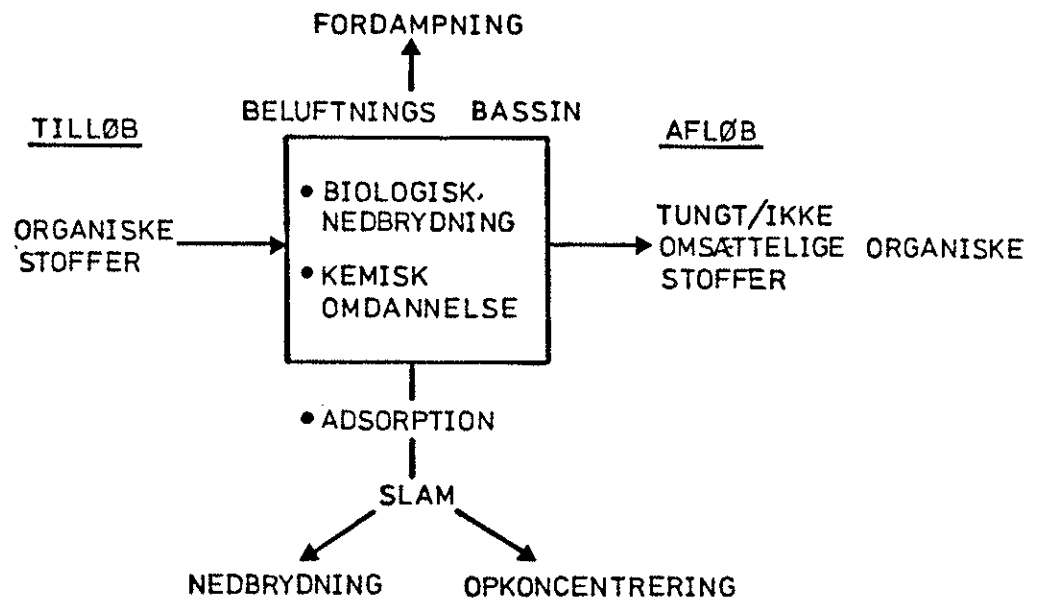 FORDAMPNING
BELUFTNINGS BASSIN
TILLØB
AFLØB
• BIOLOGISK
NEDBRYDNING
ORGANISKE
STOFFER
TUNGT/IKKE
OMSÆTTELIGE ORGANISKE
STOFFER
• KEMISK
OMDANNELSE
• ADSORPTION
SLAM
NEDBRYDNING
OPKONCENTRERING